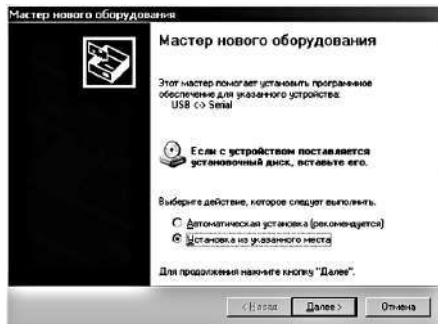 Мастер нового оборудования
Мастер нового оборудования
Этот мастер помогает установить программное
обеспечение для указанного устройства:
USB <-> Serial
Если с устройством поставляется
установочный диск, вставьте его.
Выберите действие, которое следует выполнить.
Автоматическая установка (рекомендуется)
Установка из указанного места
Для продолжения нажмите кнопку "Далее".
< Назад Далее > Отмена